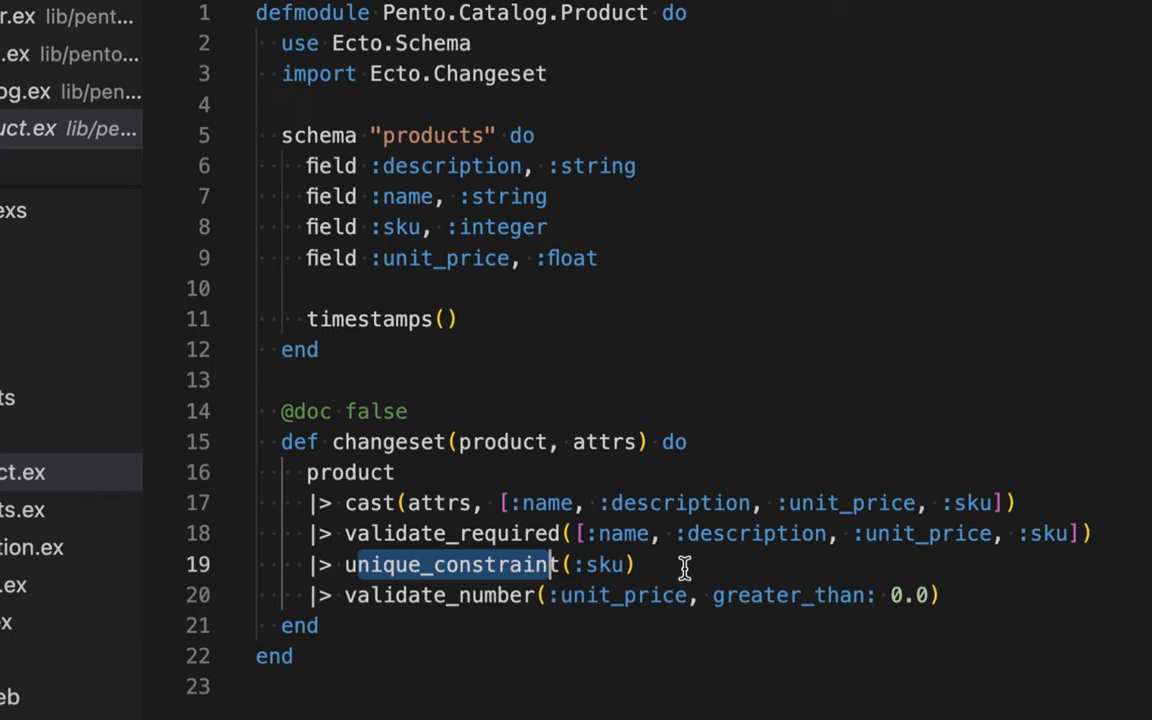 r.ex lib/pent...
.ex lib/pento...
og.ex lib/pen...
uct.ex lib/pe...
exs
ts
ct.ex
ts.ex
tion.ex
.ex
x
eb
1 defmodule Pento.Catalog.Product do
2 use Ecto.Schema
3 import Ecto.Changeset
4
5 schema "products" do
6 field :description, :string
7 field :name, :string
8 field :sku, :integer
9 field :unit_price, :float
10
11 timestamps()
12 end
13
14 @doc false
15 def changeset(product, attrs) do
16 product
17 |> cast(attrs, [:name, :description, :unit_price, :sku])
18 |> validate_required([:name, :description, :unit_price, :sku])
19 |> unique_constraint(:sku)
20 |> validate_number(:unit_price, greater_than: 0.0)
21 end
22 end
23